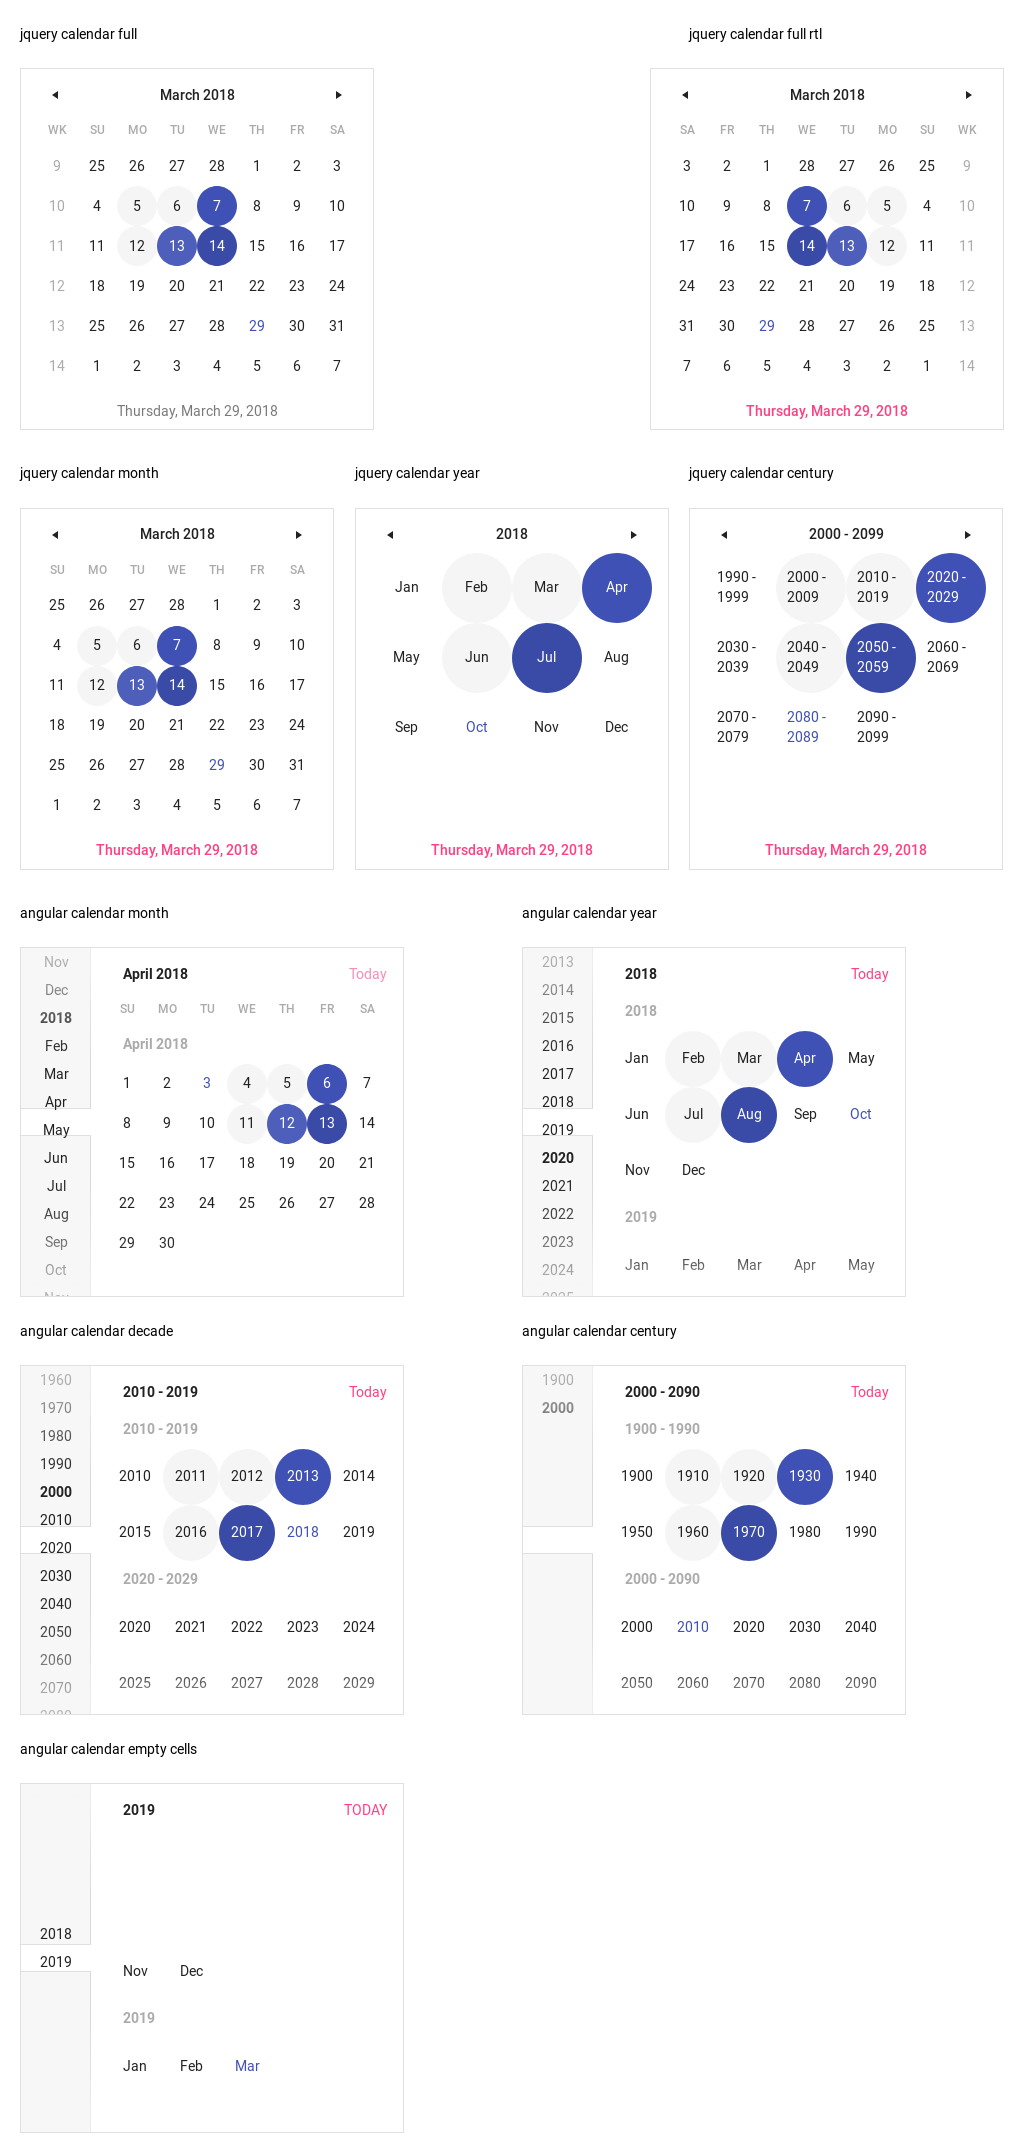 jquery calendar full
March 2018
WK SU MO TU WE TH FR SA
9 25 26 27 28 1 2 3
10 4 5 6 7 8 9 10
11 11 12 13 14 15 16 17
12 18 19 20 21 22 23 24
13 25 26 27 28 29 30 31
14 1 2 3 4 5 6 7
Thursday, March 29, 2018
jquery calendar full rtl
March 2018
SA FR TH WE TU MO SU WK
3 2 1 28 27 26 25 9
10 9 8 7 6 5 4 10
17 16 15 14 13 12 11 11
24 23 22 21 20 19 18 12
31 30 29 28 27 26 25 13
7 6 5 4 3 2 1 14
Thursday, March 29, 2018
jquery calendar month
March 2018
SU MO TU WE TH FR SA
25 26 27 28 1 2 3
4 5 6 7 8 9 10
11 12 13 14 15 16 17
18 19 20 21 22 23 24
25 26 27 28 29 30 31
1 2 3 4 5 6 7
Thursday, March 29, 2018
jquery calendar year
2018
Jan Feb Mar Apr
May Jun Jul Aug
Sep Oct Nov Dec
Thursday, March 29, 2018
jquery calendar century
2000 - 2099
1990 - 2000 - 2010 - 2020 -
1999 2009 2019 2029
2030 - 2040 - 2050 - 2060 -
2039 2049 2059 2069
2070 - 2080 - 2090 -
2079 2089 2099
Thursday, March 29, 2018
angular calendar month
Nov
Dec
2018
Feb
Mar
Apr
May
Jun
Jul
Aug
Sep
Oct
Nov
April 2018 Today
SU MO TU WE TH FR SA
April 2018
1 2 3 4 5 6 7
8 9 10 11 12 13 14
15 16 17 18 19 20 21
22 23 24 25 26 27 28
29 30
angular calendar year
2013
2014
2015
2016
2017
2018
2019
2020
2021
2022
2023
2024
2025
2018 Today
2018
Jan Feb Mar Apr May
Jun Jul Aug Sep Oct
Nov Dec
2019
Jan Feb Mar Apr May
angular calendar decade
1960
1970
1980
1990
2000
2010
2020
2030
2040
2050
2060
2070
2080
2010 - 2019 Today
2010 - 2019
2010 2011 2012 2013 2014
2015 2016 2017 2018 2019
2020 - 2029
2020 2021 2022 2023 2024
2025 2026 2027 2028 2029
angular calendar century
1900
2000
2000 - 2090 Today
1900 - 1990
1900 1910 1920 1930 1940
1950 1960 1970 1980 1990
2000 - 2090
2000 2010 2020 2030 2040
2050 2060 2070 2080 2090
angular calendar empty cells
2018
2019
2019 TODAY
Nov Dec
2019
Jan Feb Mar